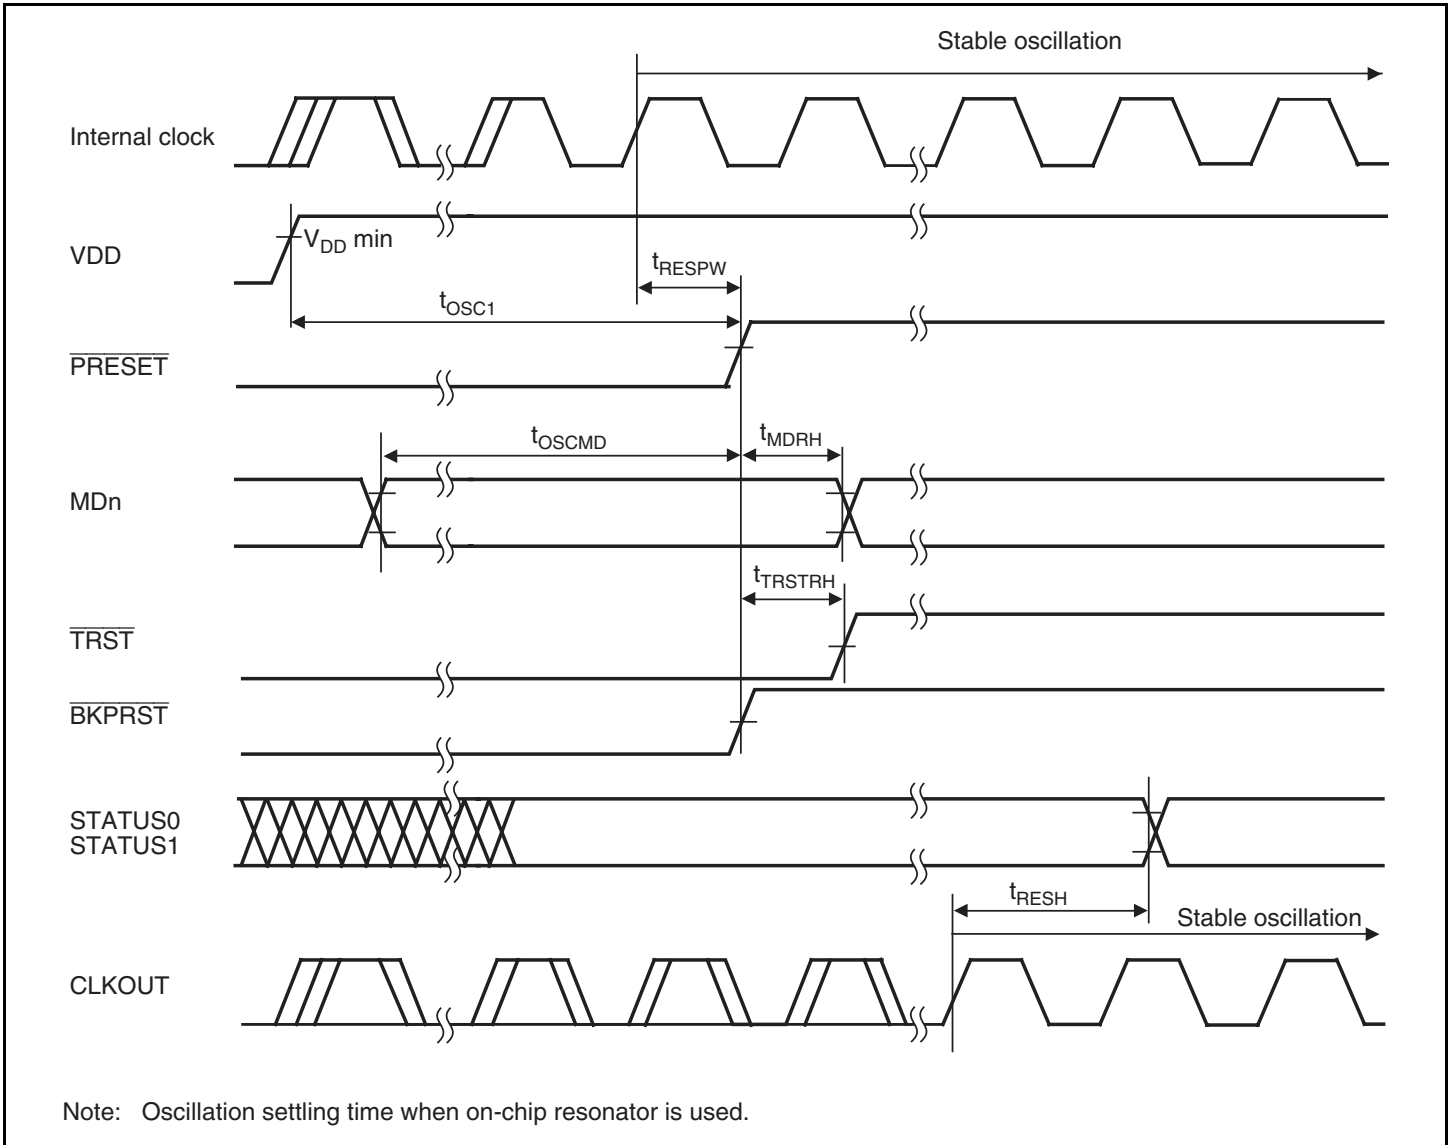 Stable oscillation
Internal clock
VDD
VDD min
tRESPW
tOSC1
PRESET
tOSCMD
tMDRH
MDn
tTRSTRH
TRST
BKPRST
STATUS0
STATUS1
tRESH
Stable oscillation
CLKOUT
Note: Oscillation settling time when on-chip resonator is used.